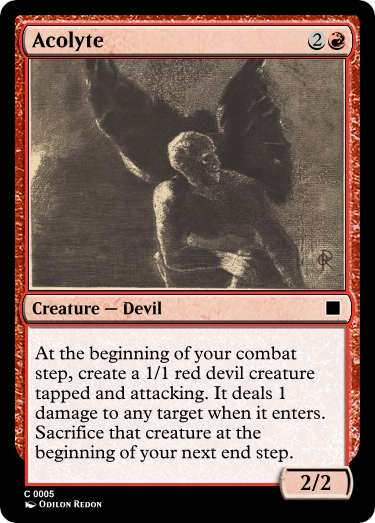 Acolyte 2
Creature — Devil
At the beginning of your combat
step, create a 1/1 red devil creature
tapped and attacking. It deals 1
damage to any target when it enters.
Sacrifice that creature at the
beginning of your next end step.
2/2
C 0005
Odilon Redon